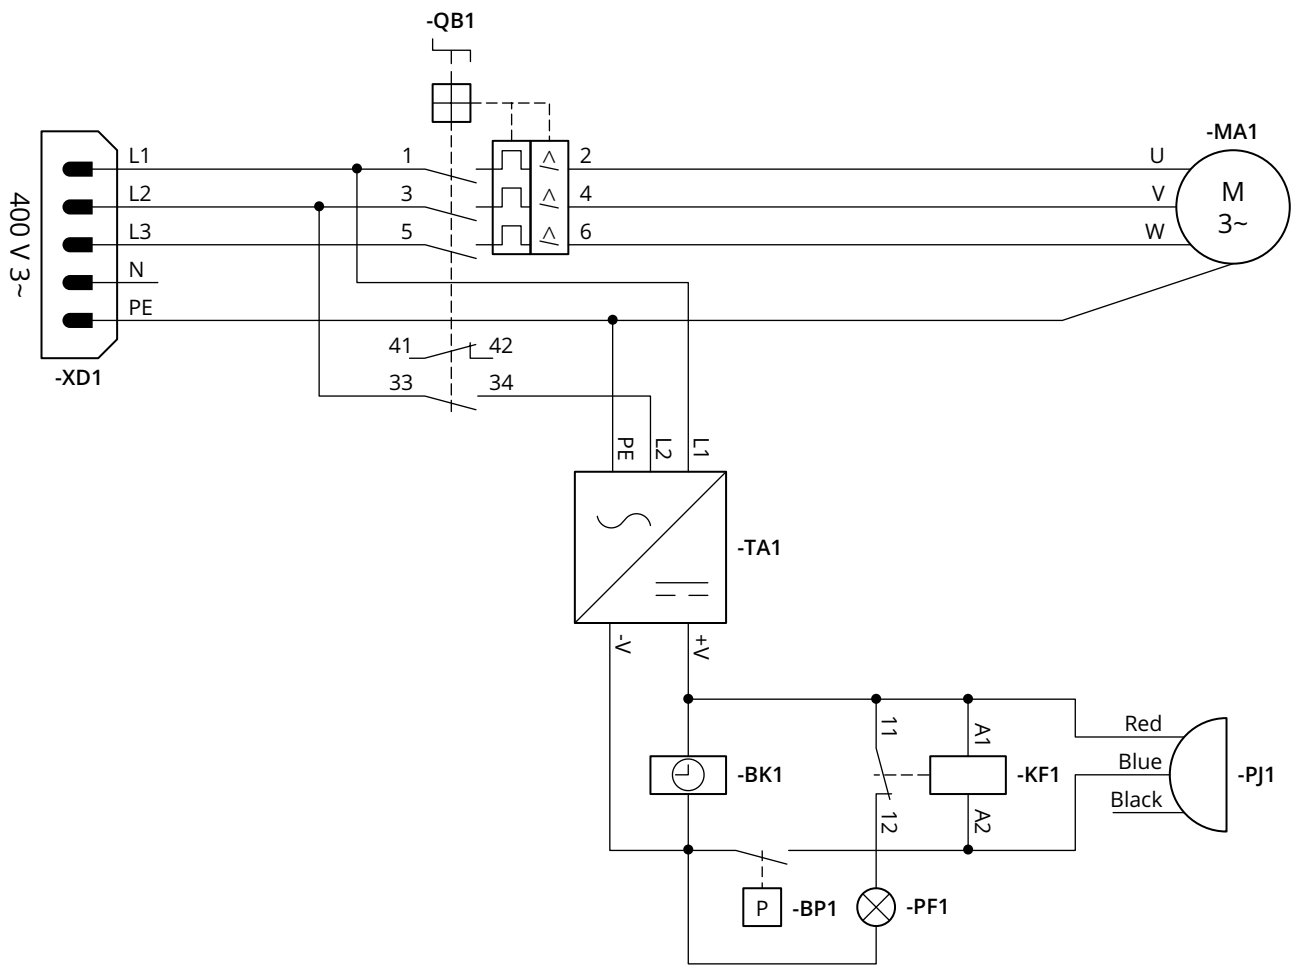 -QB1
-MA1
400 V 3~
L1
1
2
U
L2
3
4
V
M
3~
L3
5
6
W
N
PE
-XD1
41
42
33
34
PE
L2
L1
-TA1
-V
+V
11
A1
Red
-BK1
-KF1
Blue
-PJ1
Black
12
A2
P
-BP1
-PF1